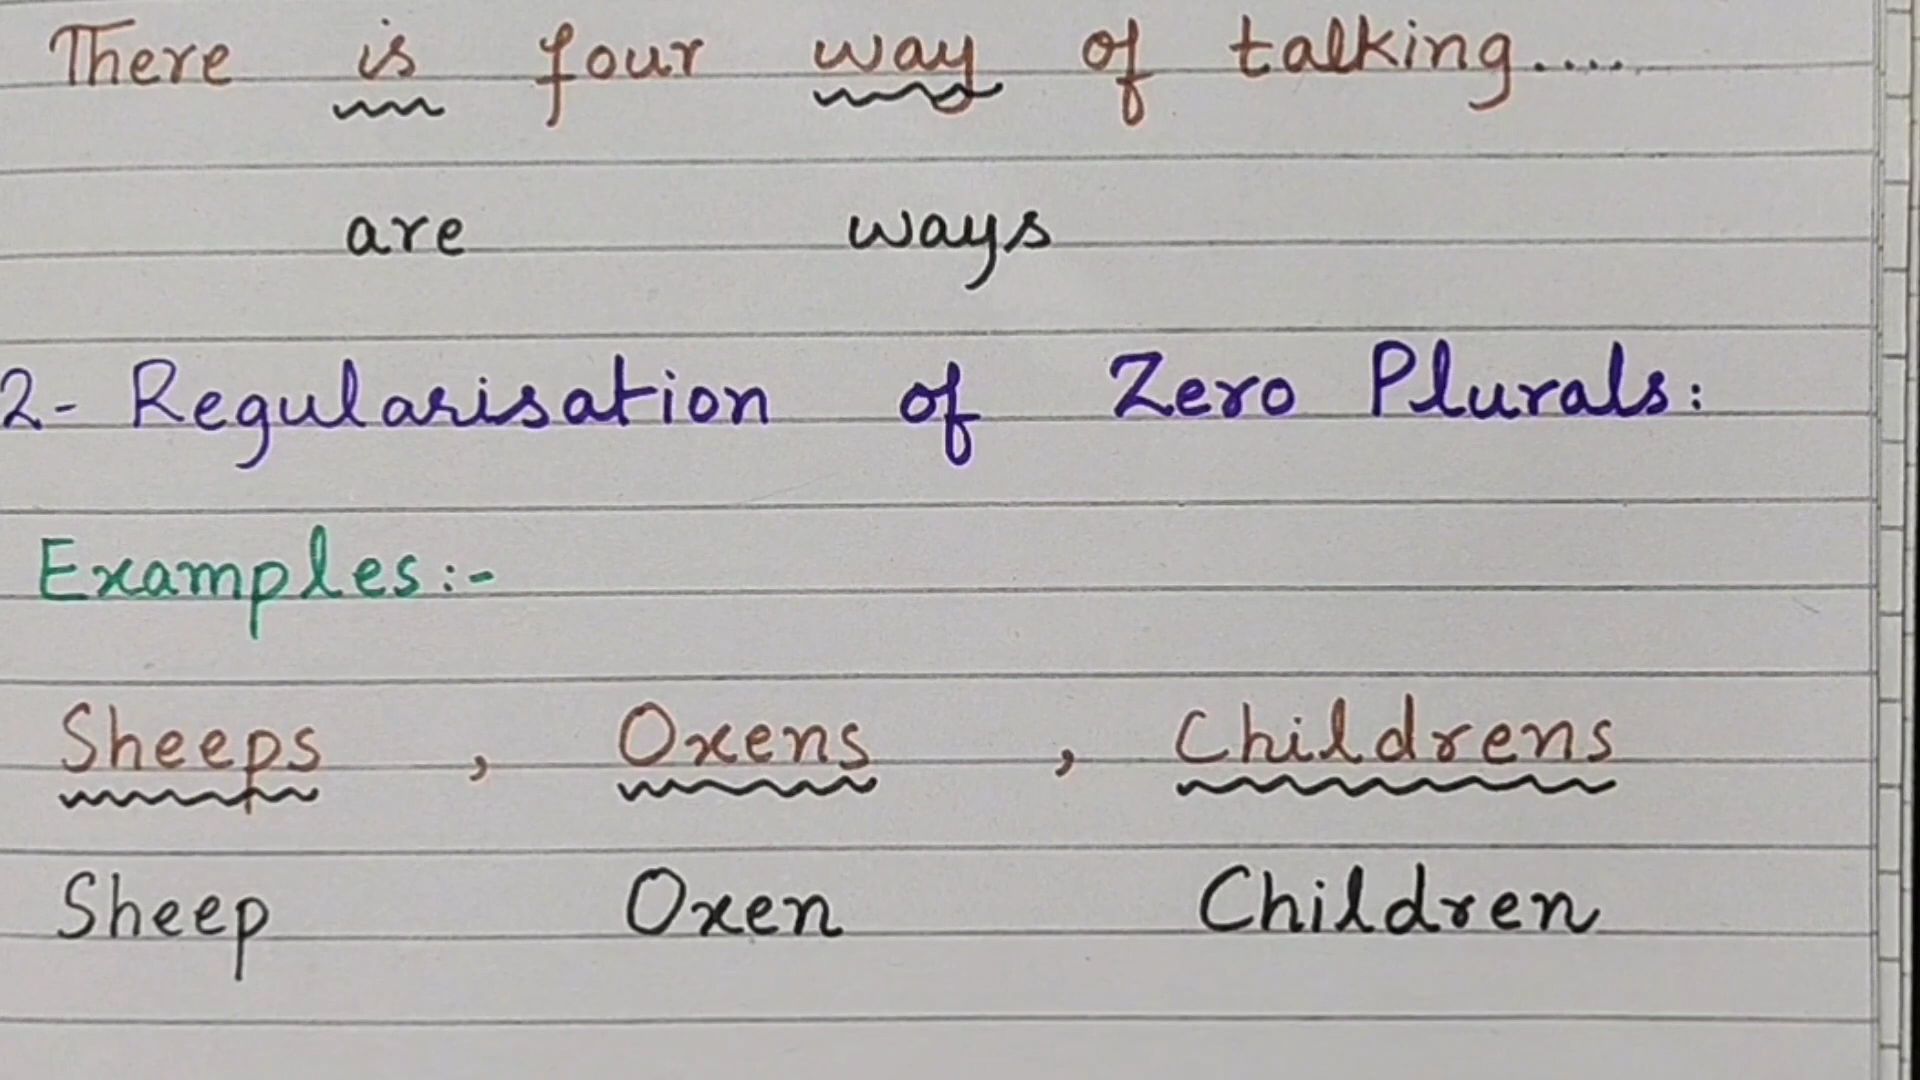 There is four way of talking....
are ways
2- Regularisation of Zero Plurals:
Examples:-
Sheeps , Oxens , Childrens
Sheep Oxen Children